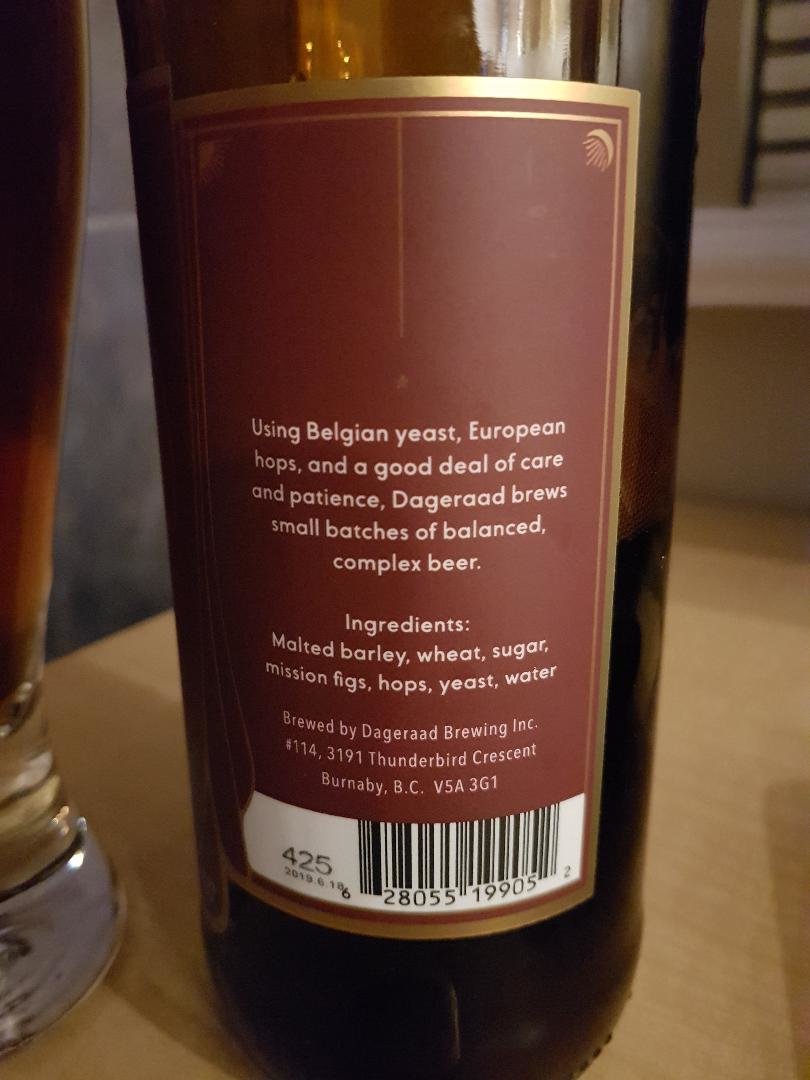 Using Belgian yeast, European
hops, and a good deal of care
and patience, Dageraad brews
small batches of balanced,
complex beer.
Ingredients:
Malted barley, wheat, sugar,
mission figs, hops, yeast, water
Brewed by Dageraad Brewing Inc.
#114, 3191 Thunderbird Crescent
Burnaby, B.C. V5A 3G1
425
2019.6.18
6 28055 19905 2